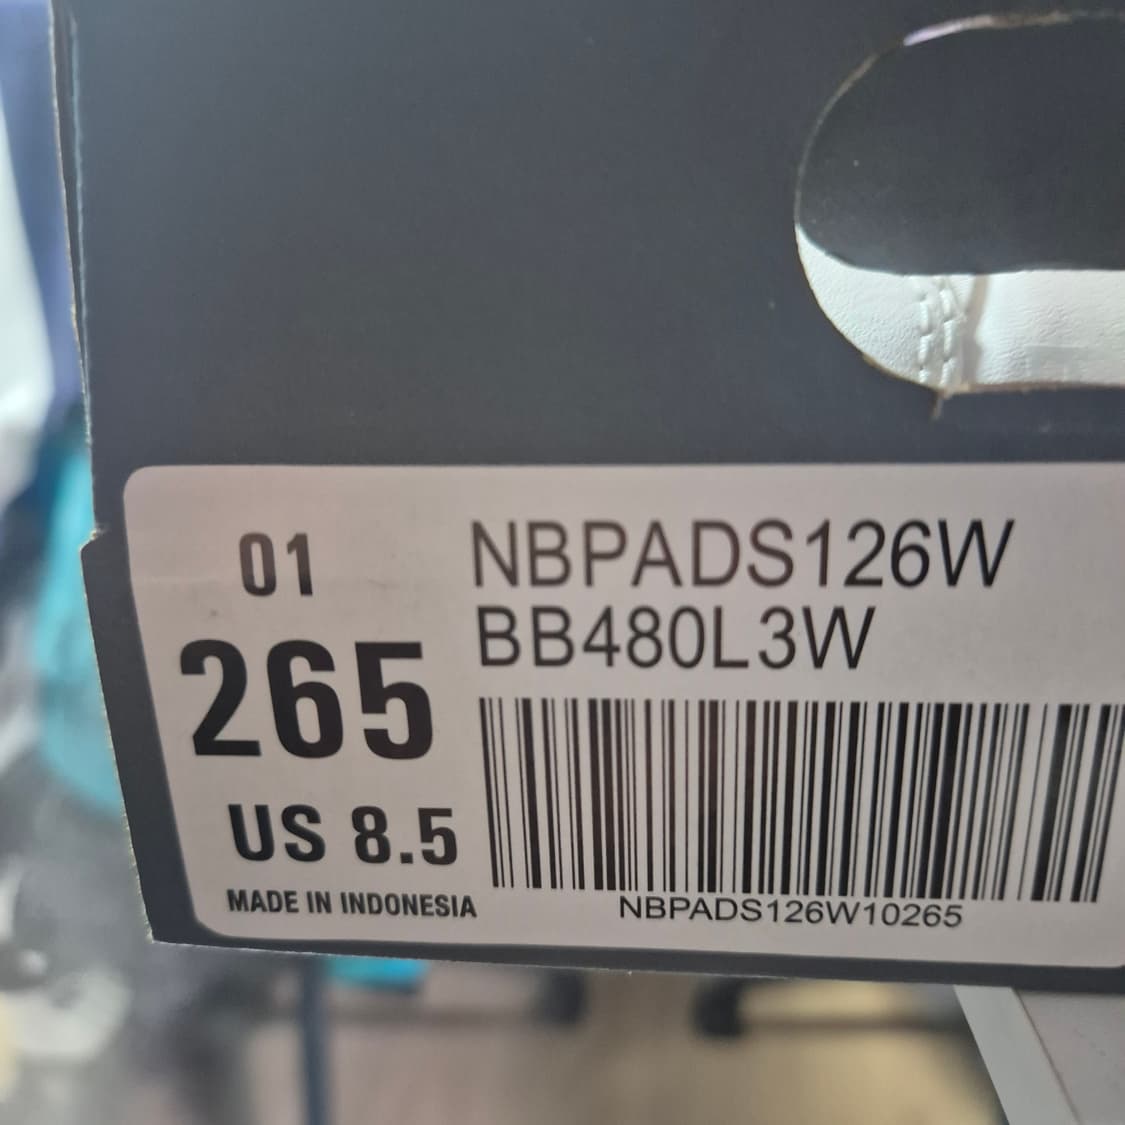 01
NBPADS126W
BB480L3W
265
US 8.5
MADE IN INDONESIA
NBPADS126W10265